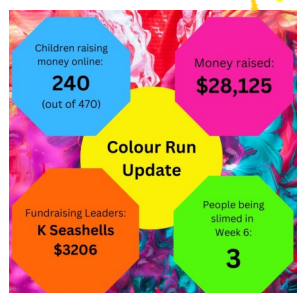 Children raising
money online:
240
(out of 470)
Money raised:
$28,125
Colour Run
Update
Fundraising Leaders:
K Seashells
$3206
People being
slimed in
Week 6:
3